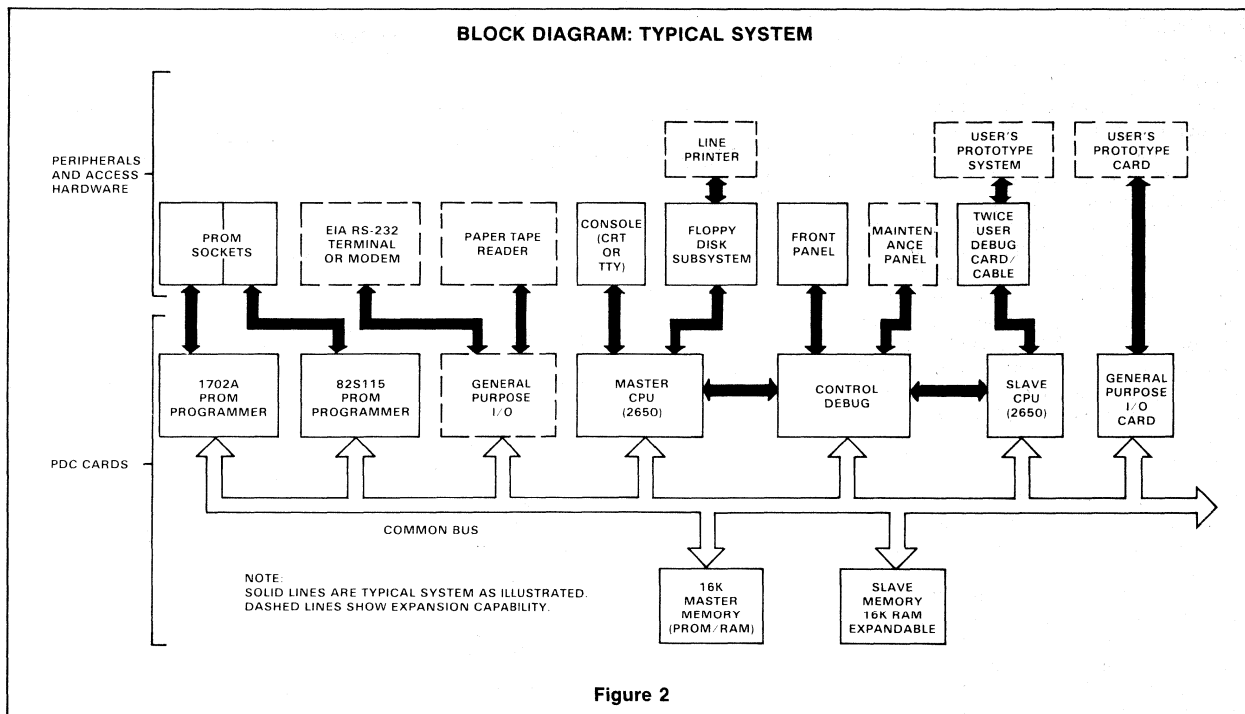 BLOCK DIAGRAM: TYPICAL SYSTEM
PERIPHERALS
AND ACCESS
HARDWARE
LINE
PRINTER
USER'S
PROTOTYPE
SYSTEM
USER'S
PROTOTYPE
CARD
PROM
SOCKETS
EIA RS-232
TERMINAL
OR MODEM
PAPER TAPE
READER
CONSOLE
(CRT
OR
TTY)
FLOPPY
DISK
SUBSYSTEM
FRONT
PANEL
MAINTEN-
ANCE
PANEL
TWICE
USER
DEBUG
CARD/
CABLE
1702A
PROM
PROGRAMMER
82S115
PROM
PROGRAMMER
GENERAL
PURPOSE
I/O
MASTER
CPU
(2650)
CONTROL
DEBUG
SLAVE
CPU
(2650)
GENERAL
PURPOSE
I/O
CARD
PDC CARDS
COMMON BUS
NOTE:
SOLID LINES ARE TYPICAL SYSTEM AS ILLUSTRATED.
DASHED LINES SHOW EXPANSION CAPABILITY.
16K
MASTER
MEMORY
(PROM/RAM)
SLAVE
MEMORY
16K RAM
EXPANDABLE
Figure 2